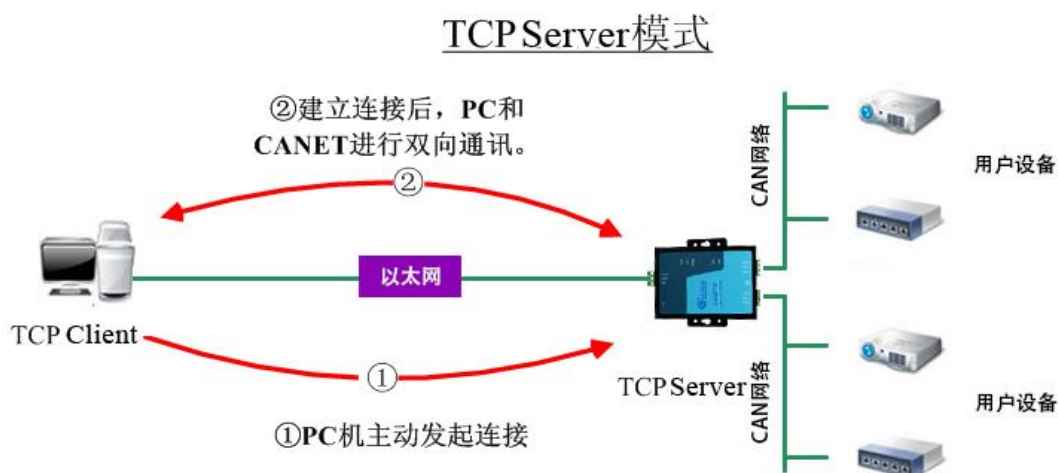 TCP Server模式
②建立连接后，PC和
CANET进行双向通讯。
②
CAN网络
用户设备
以太网
TCP Client
①
TCP Server
①PC机主动发起连接
CAN网络
用户设备